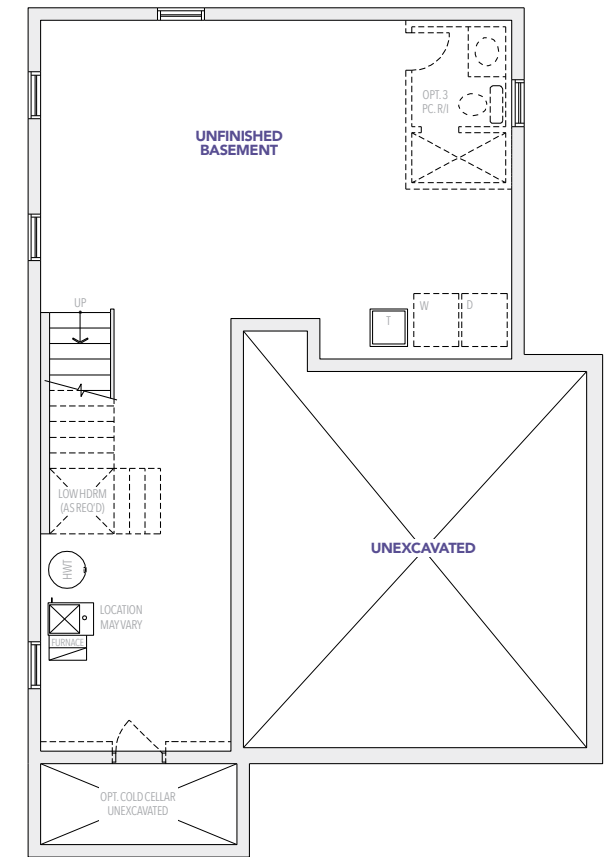 OPT. 3
PC. R/I
UNFINISHED
BASEMENT
UP
T
W
D
LOW HDRM
(AS REQ'D)
UNEXCAVATED
HWT
LOCATION
MAY VARY
FURNACE
OPT. COLD CELLAR
UNEXCAVATED